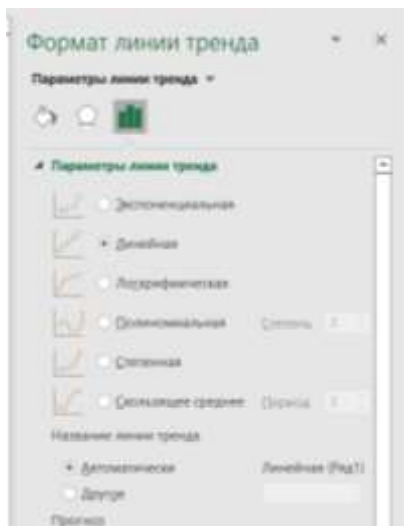 Формат линии тренда
Параметры линии тренда
Параметры линии тренда
Экспоненциальная
Линейная
Логарифмическая
Полиномиальная Степень
Степенная
Скользящее среднее Период
Название линии тренда
Автоматически Линейная (Ряд1)
Другое
Прогноз